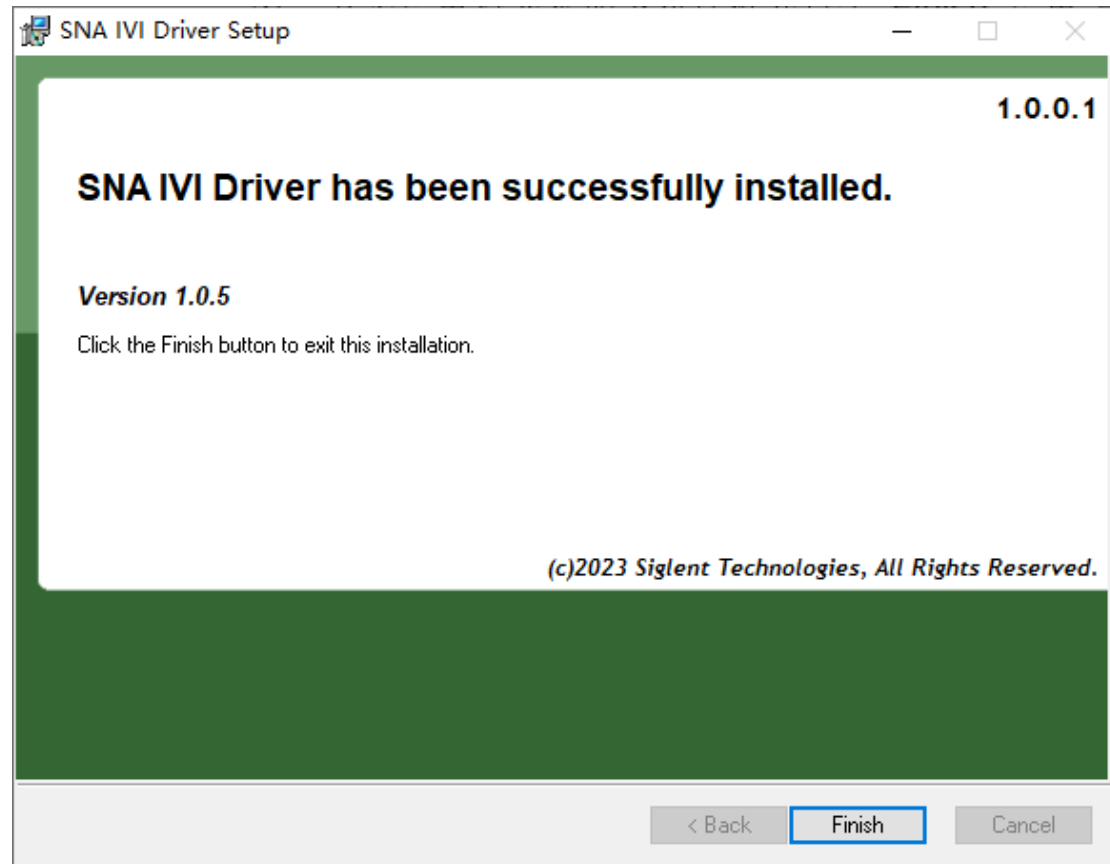 SNA IVI Driver Setup
1.0.0.1
SNA IVI Driver has been successfully installed.
Version 1.0.5
Click the Finish button to exit this installation.
(c)2023 Siglent Technologies, All Rights Reserved.
< Back Finish Cancel